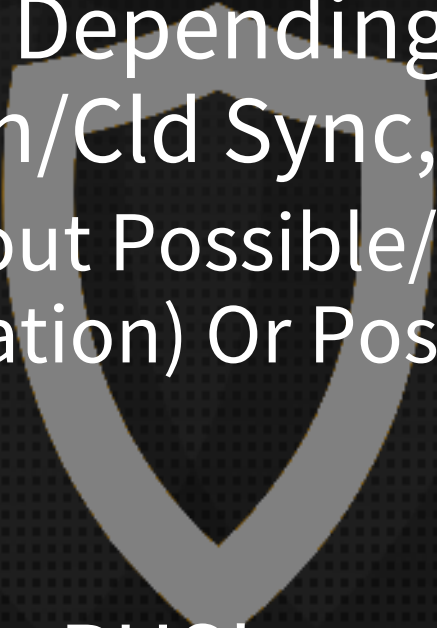 Depending
n/Cld Sync,
out Possible/
ation) Or Pos